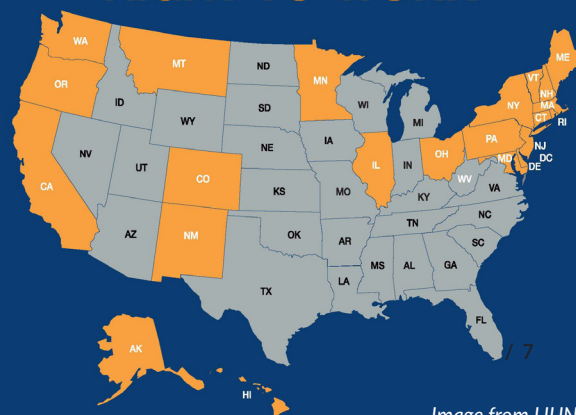 WA
MT
ND
MN
ME
OR
ID
SD
WI
VT
NH
NY
MA
CT
RI
WY
MI
IA
PA
NJ
NE
NV
UT
IL
IN
OH
MD
DC
DE
CA
CO
KS
MO
WV
VA
KY
AZ
NM
OK
AR
TN
NC
SC
MS
AL
GA
TX
LA
FL
/ 7
AK
HI
Image from